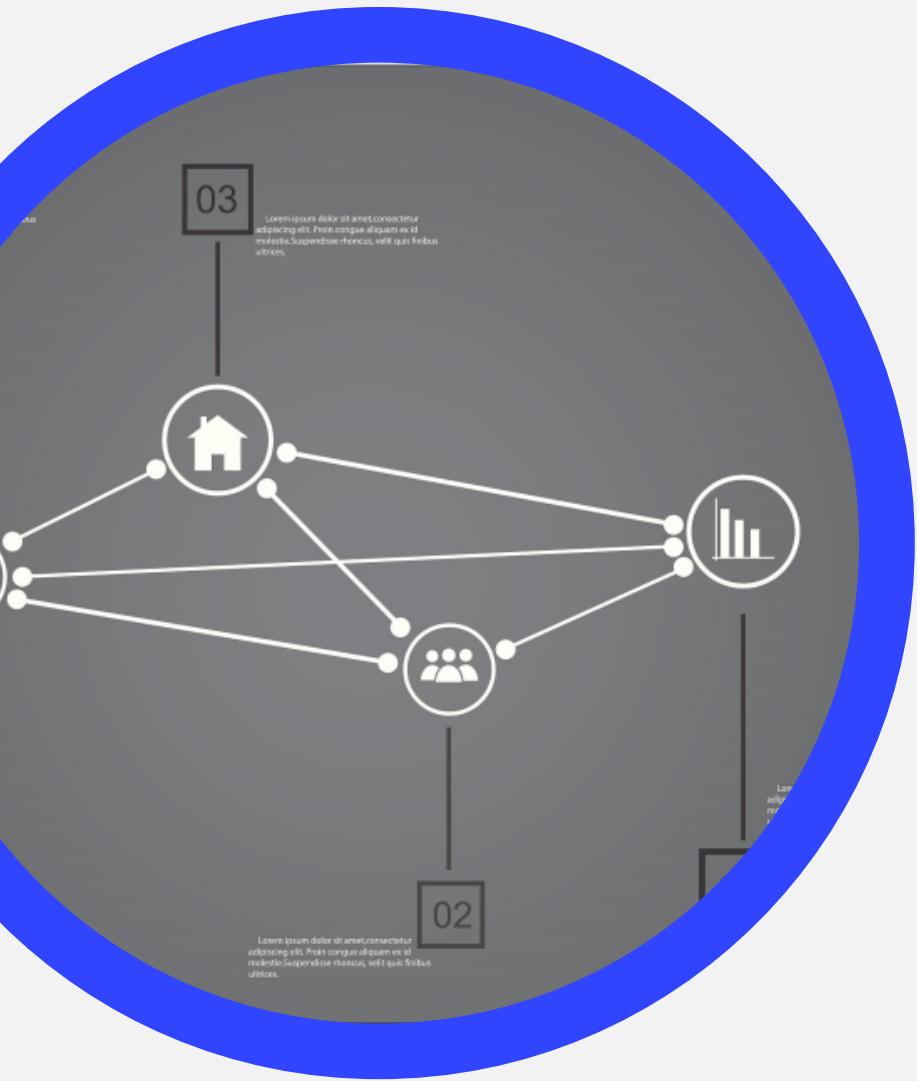 03
Lorem ipsum dolor sit amet,consectetur
adipiscing elit. Proin congue aliquam ex id
molestie.Suspendisse rhoncus, velit quis finibus
ultrices.
02
Lorem ipsum dolor sit amet,consectetur
adipiscing elit. Proin congue aliquam ex id
molestie.Suspendisse rhoncus, velit quis finibus
ultrices.